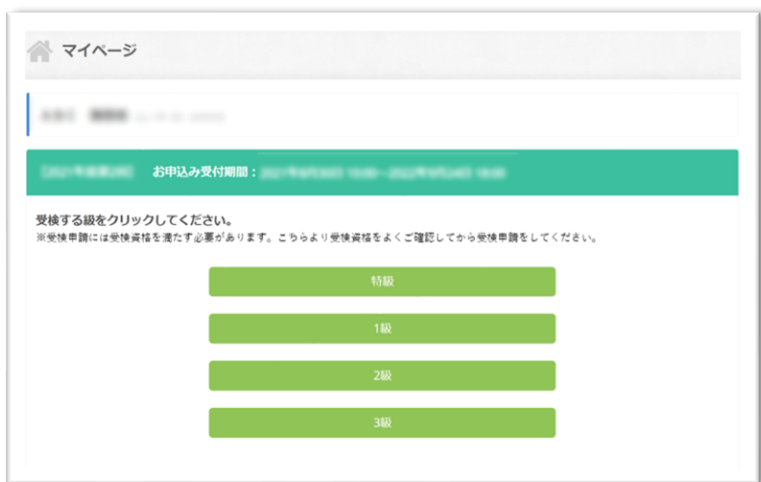 マイページ
お申込み受付期間：
受検する級をクリックしてください。
※受検申請には受検資格を満たす必要があります。こちらより受検資格をよくご確認してから受検申請をしてください。
特級
1級
2級
3級